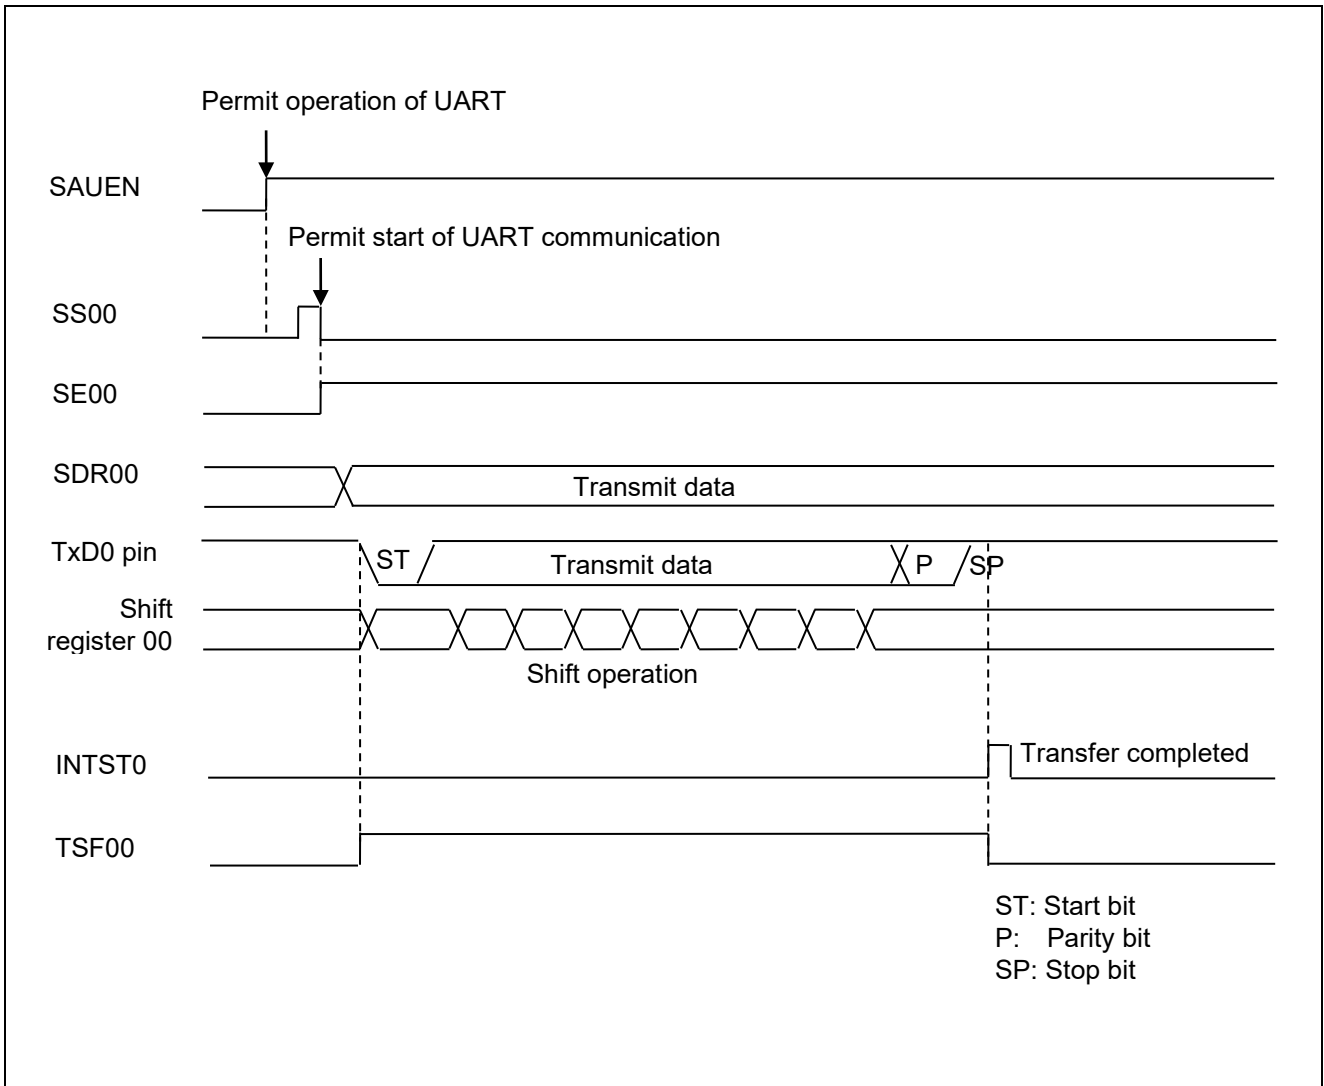 Permit operation of UART
SAUEN
Permit start of UART communication
SS00
SE00
SDR00
Transmit data
TxD0 pin
ST
Transmit data
P
SP
Shift
register 00
Shift operation
INTST0
Transfer completed
TSF00
ST: Start bit
P: Parity bit
SP: Stop bit